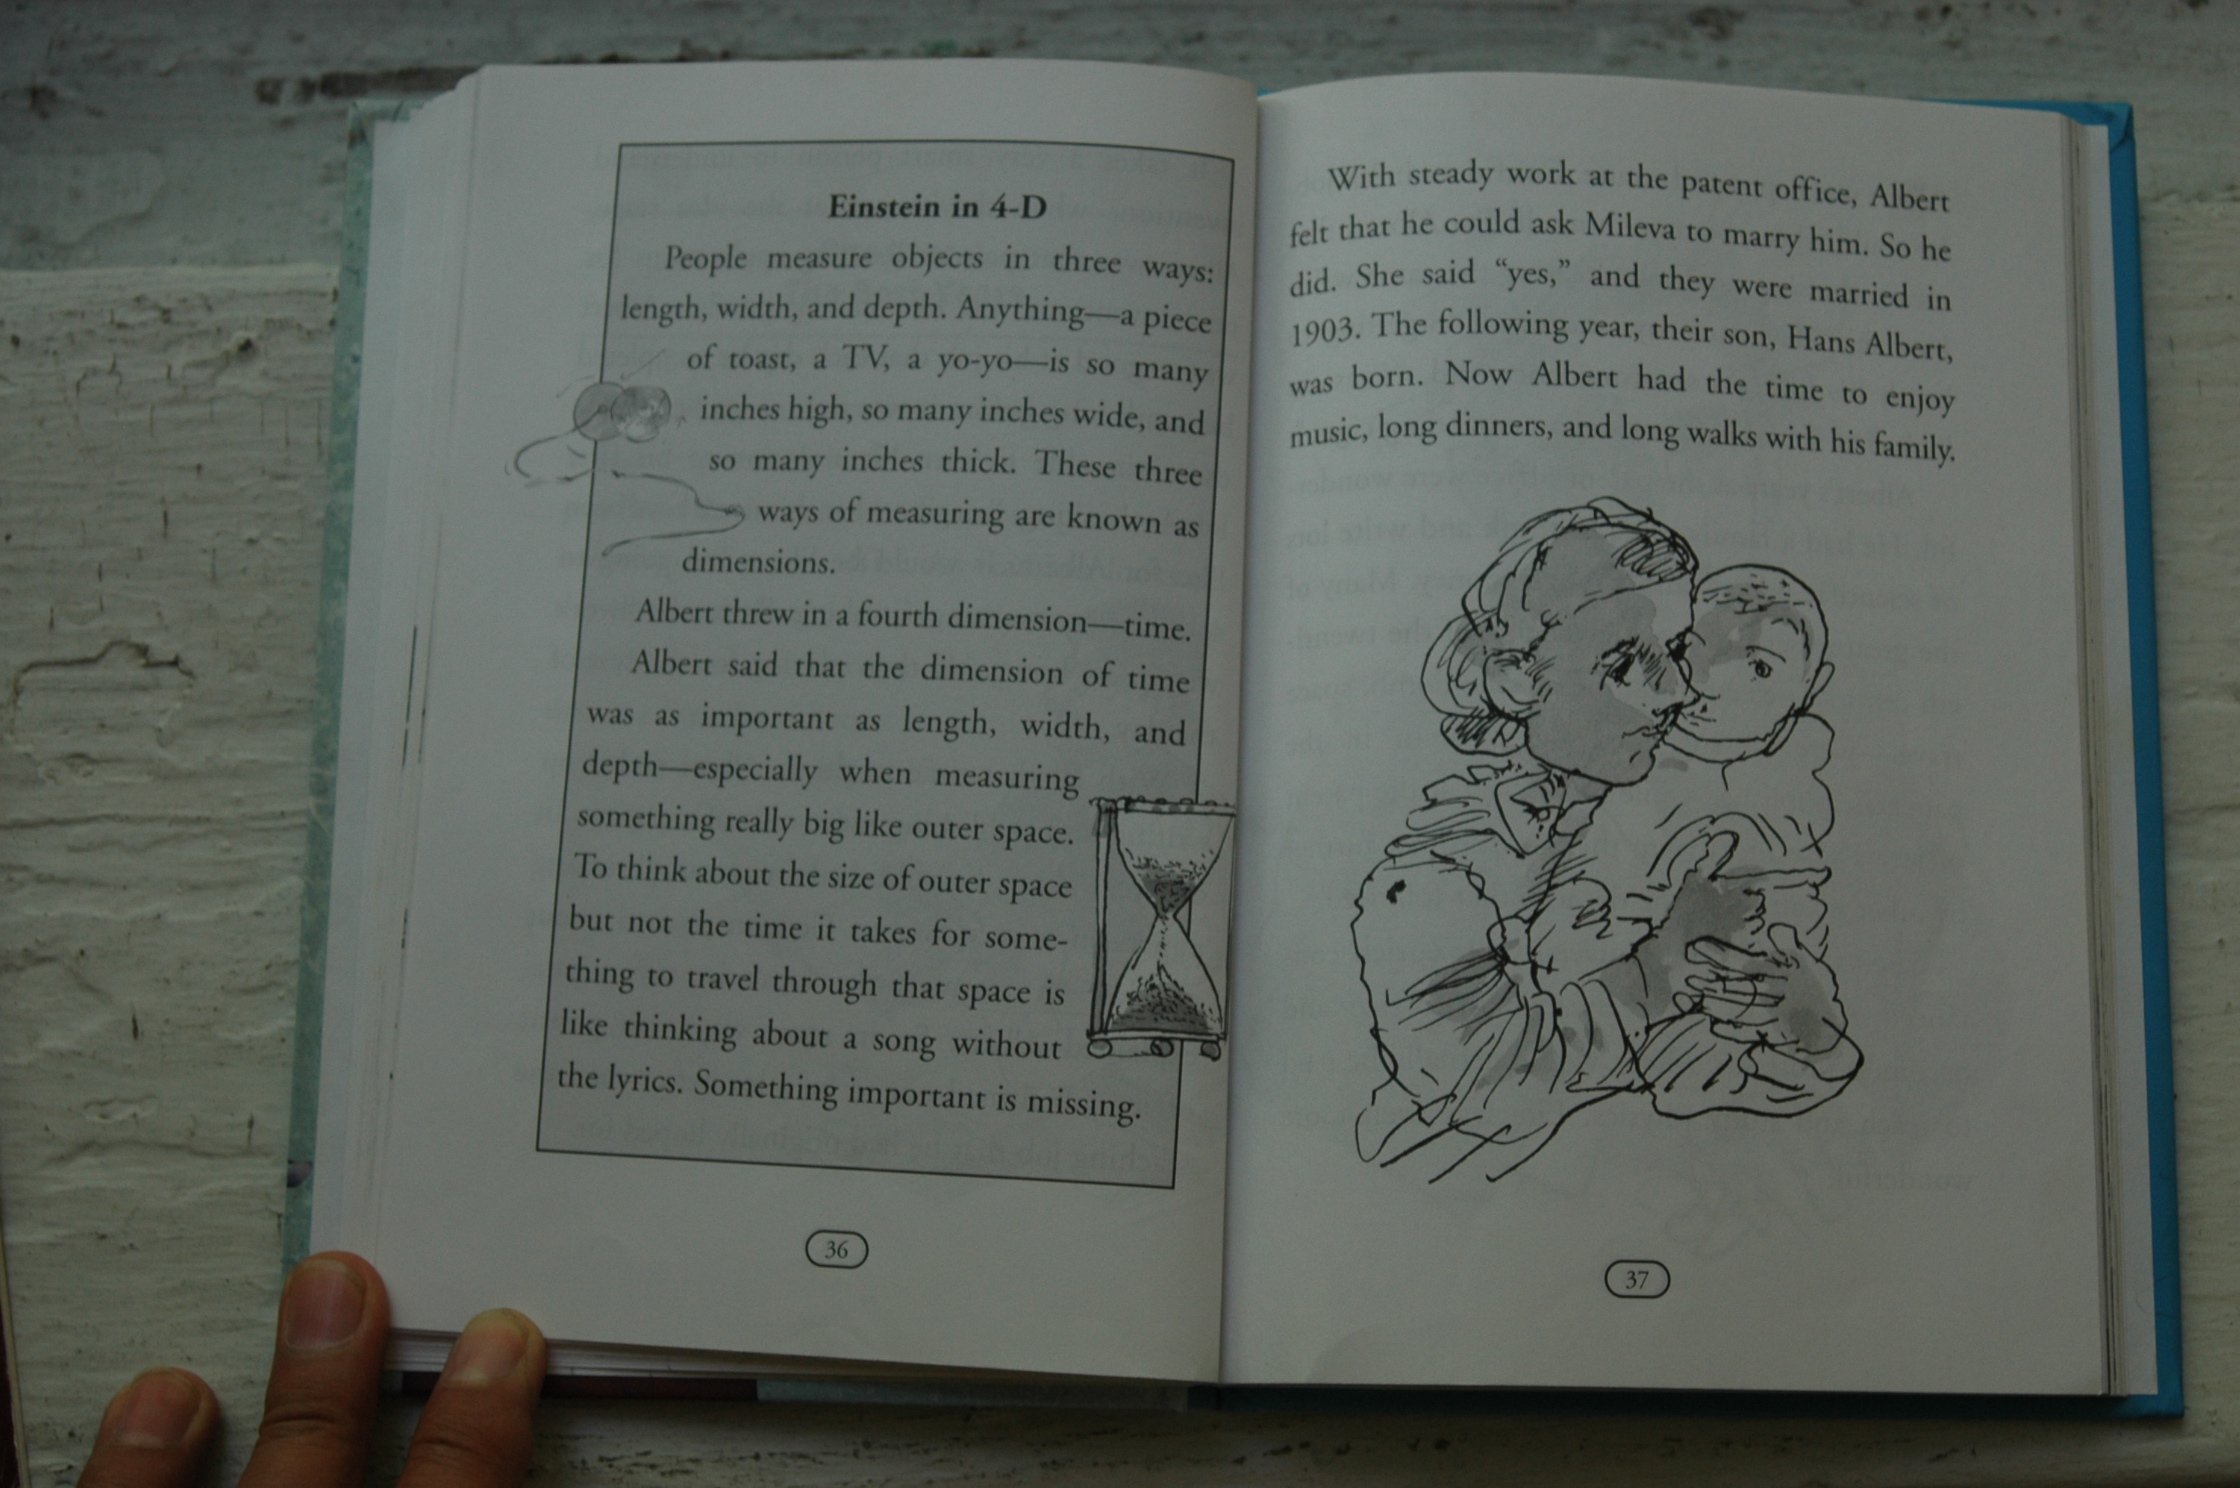 Einstein in 4-D
People measure objects in three ways:
length, width, and depth. Anything—a piece
of toast, a TV, a yo-yo—is so many
inches high, so many inches wide, and
so many inches thick. These three
ways of measuring are known as
dimensions.
Albert threw in a fourth dimension—time.
Albert said that the dimension of time
was as important as length, width, and
depth—especially when measuring
something really big like outer space.
To think about the size of outer space
but not the time it takes for some-
thing to travel through that space is
like thinking about a song without
the lyrics. Something important is missing.
36
With steady work at the patent office, Albert
felt that he could ask Mileva to marry him. So he
did. She said “yes,” and they were married in
1903. The following year, their son, Hans Albert,
was born. Now Albert had the time to enjoy
music, long dinners, and long walks with his family.
37